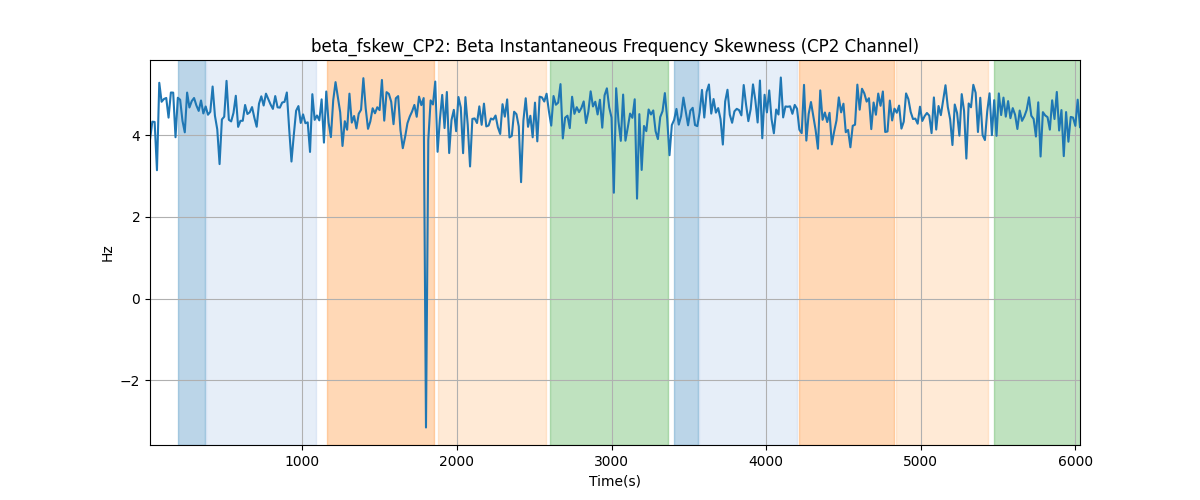 beta_fskew_CP2: Beta Instantaneous Frequency Skewness (CP2 Channel)
Hz
4
2
0
−2
1000 2000 3000 4000 5000 6000
Time(s)